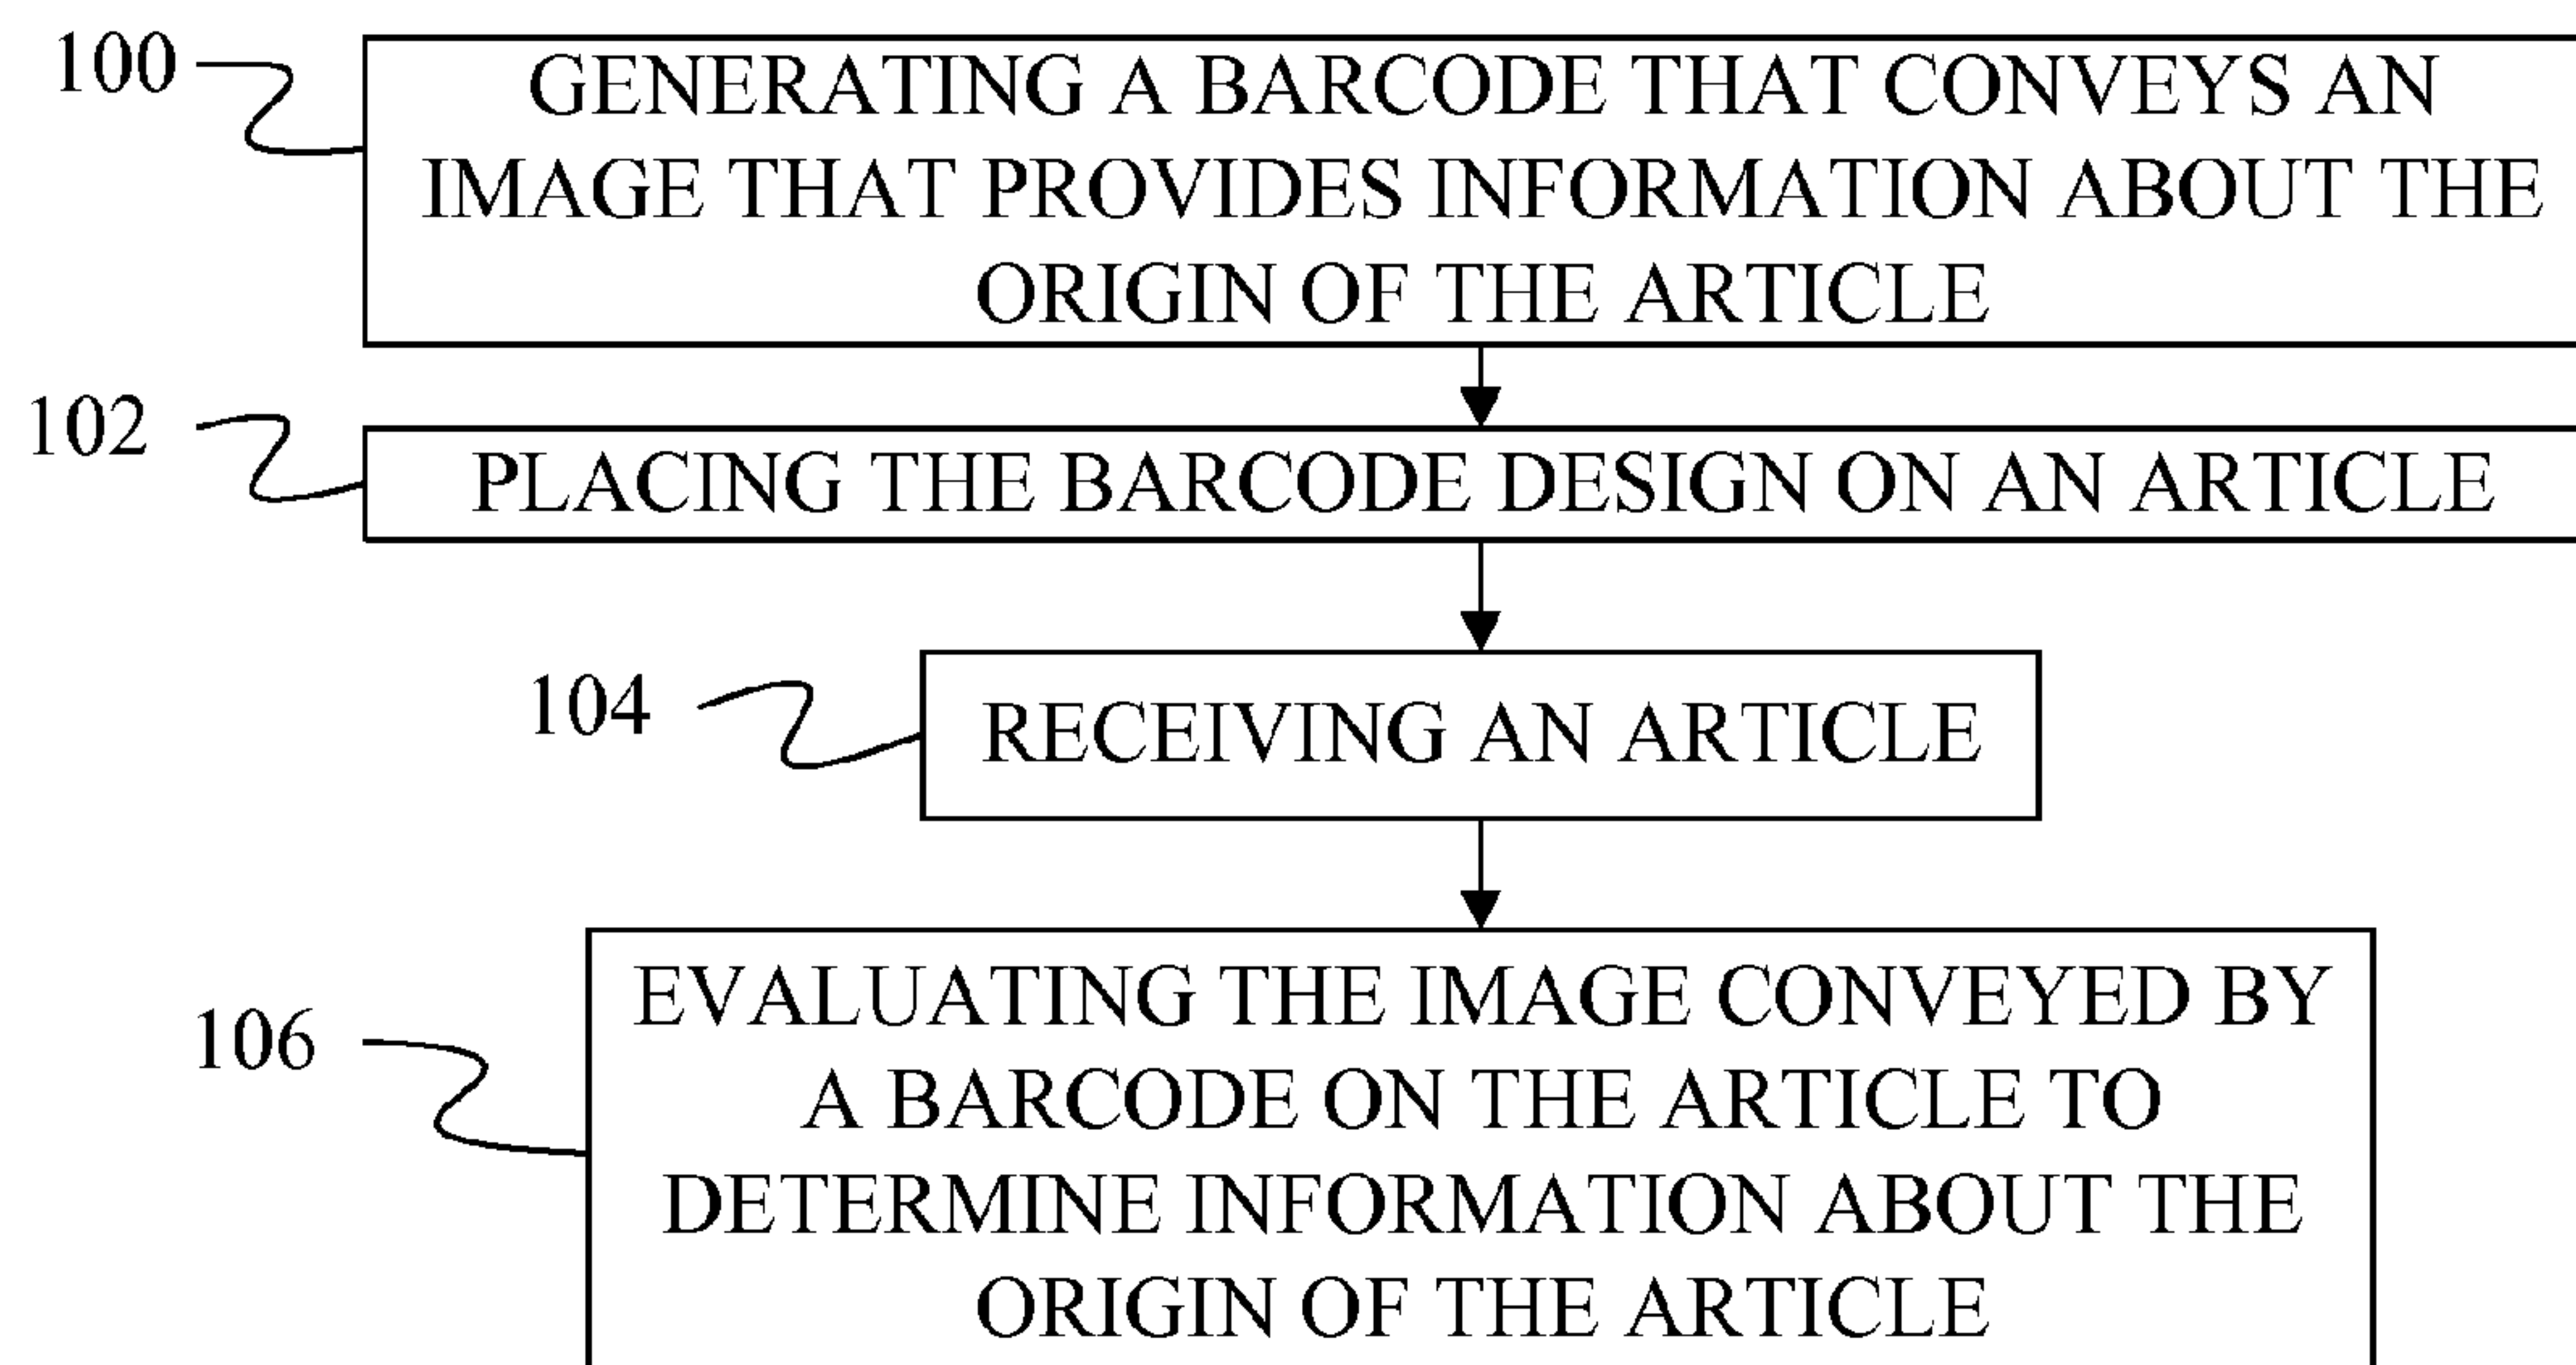 100
GENERATING A BARCODE THAT CONVEYS AN
IMAGE THAT PROVIDES INFORMATION ABOUT THE
ORIGIN OF THE ARTICLE
102
PLACING THE BARCODE DESIGN ON AN ARTICLE
104
RECEIVING AN ARTICLE
106
EVALUATING THE IMAGE CONVEYED BY
A BARCODE ON THE ARTICLE TO
DETERMINE INFORMATION ABOUT THE
ORIGIN OF THE ARTICLE